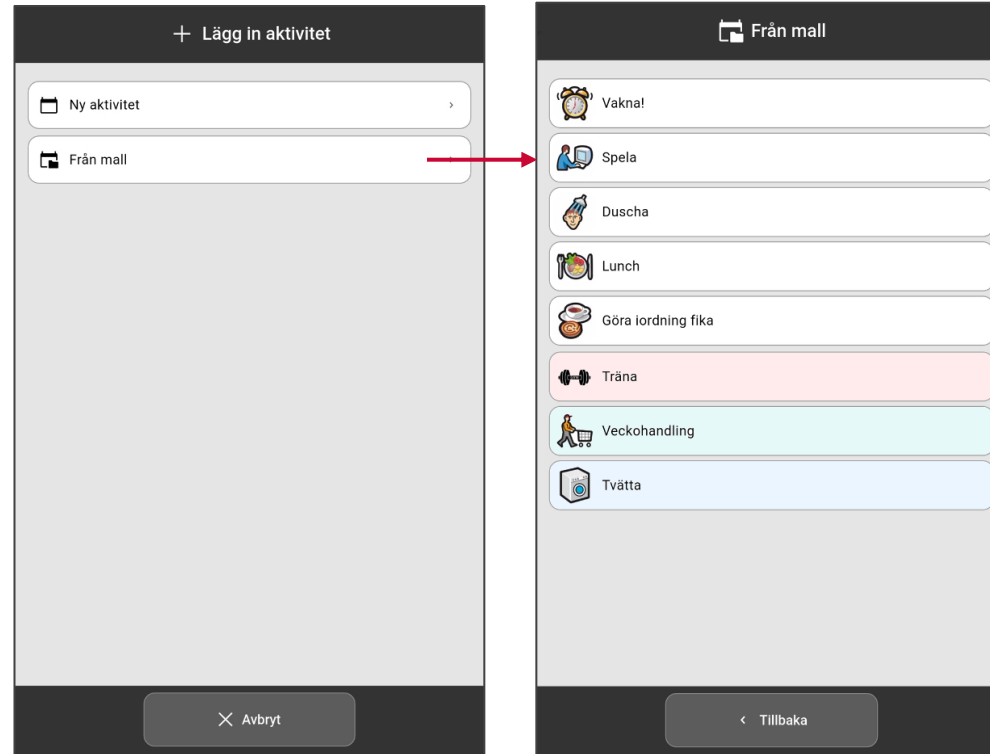 Lägg in aktivitet
Ny aktivitet
Från mall
Avbryt
Från mall
Vakna!
Spela
Duscha
Lunch
Göra iordning fika
Träna
Veckohandling
Tvätta
Tillbaka